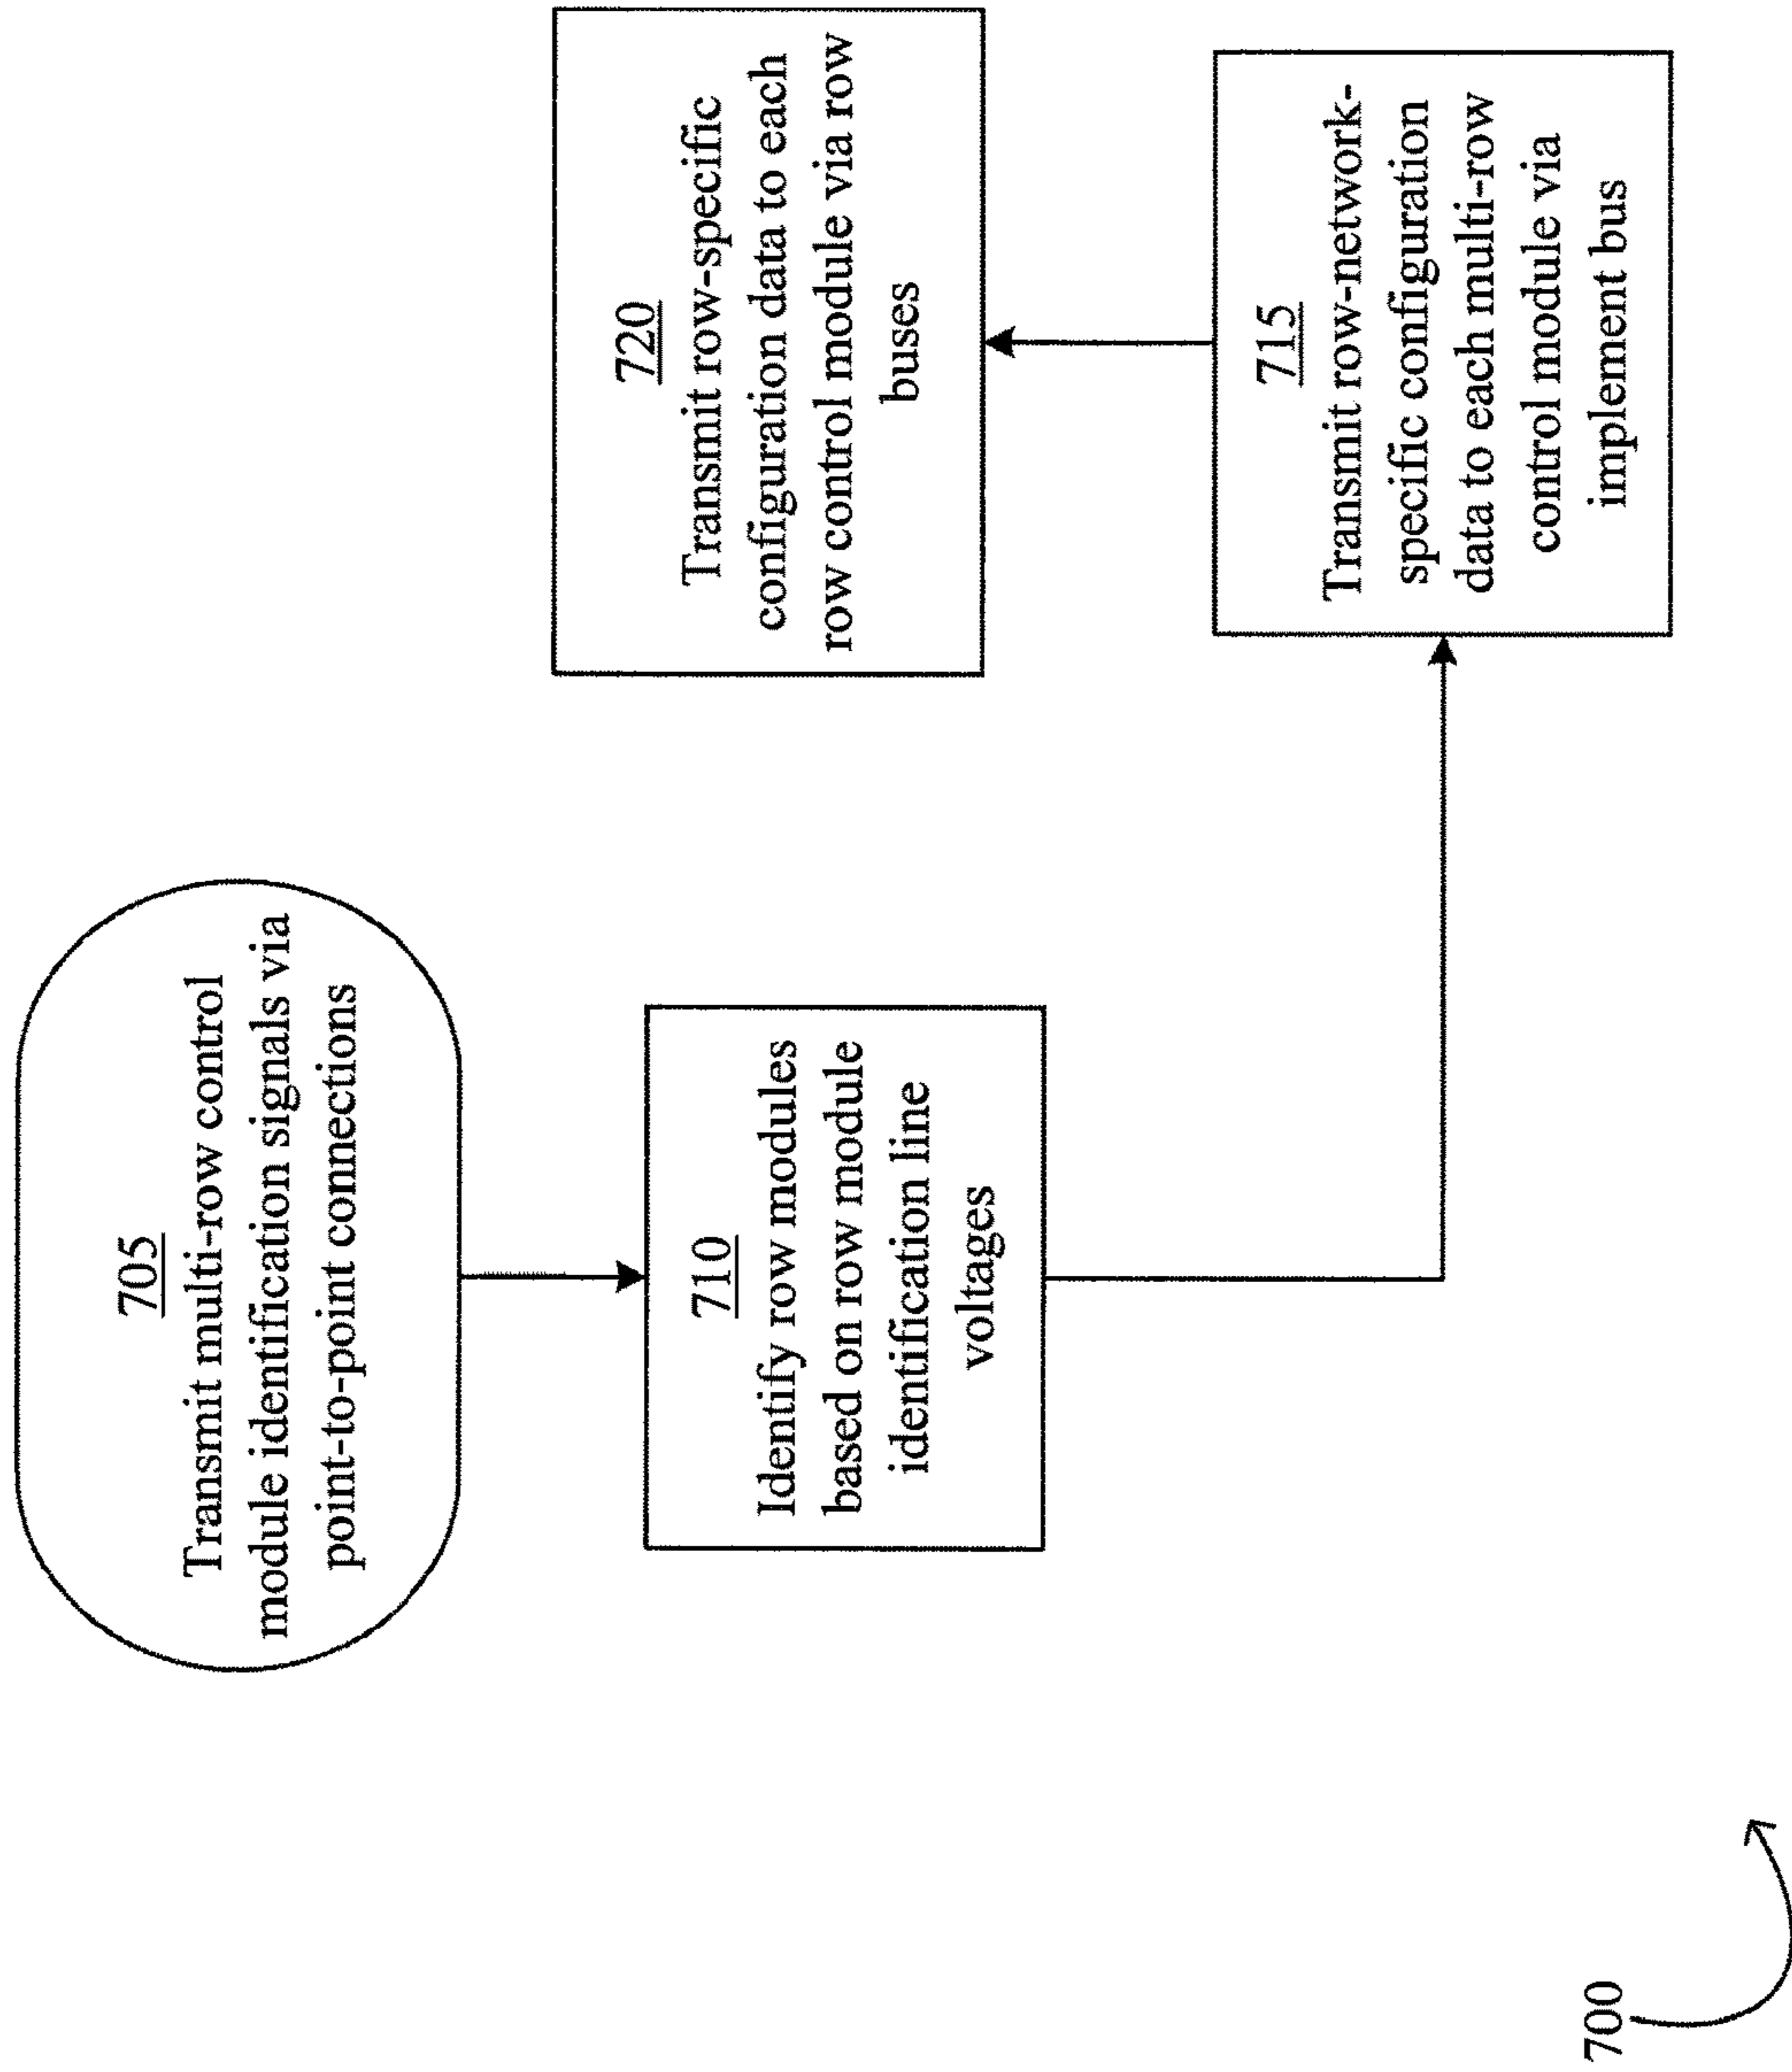 705
Transmit multi-row control
module identification signals via
point-to-point connections
710
Identify row modules
based on row module
identification line
voltages
715
Transmit row-network-
specific configuration
data to each multi-row
control module via
implement bus
720
Transmit row-specific
configuration data to each
row control module via row
buses
700